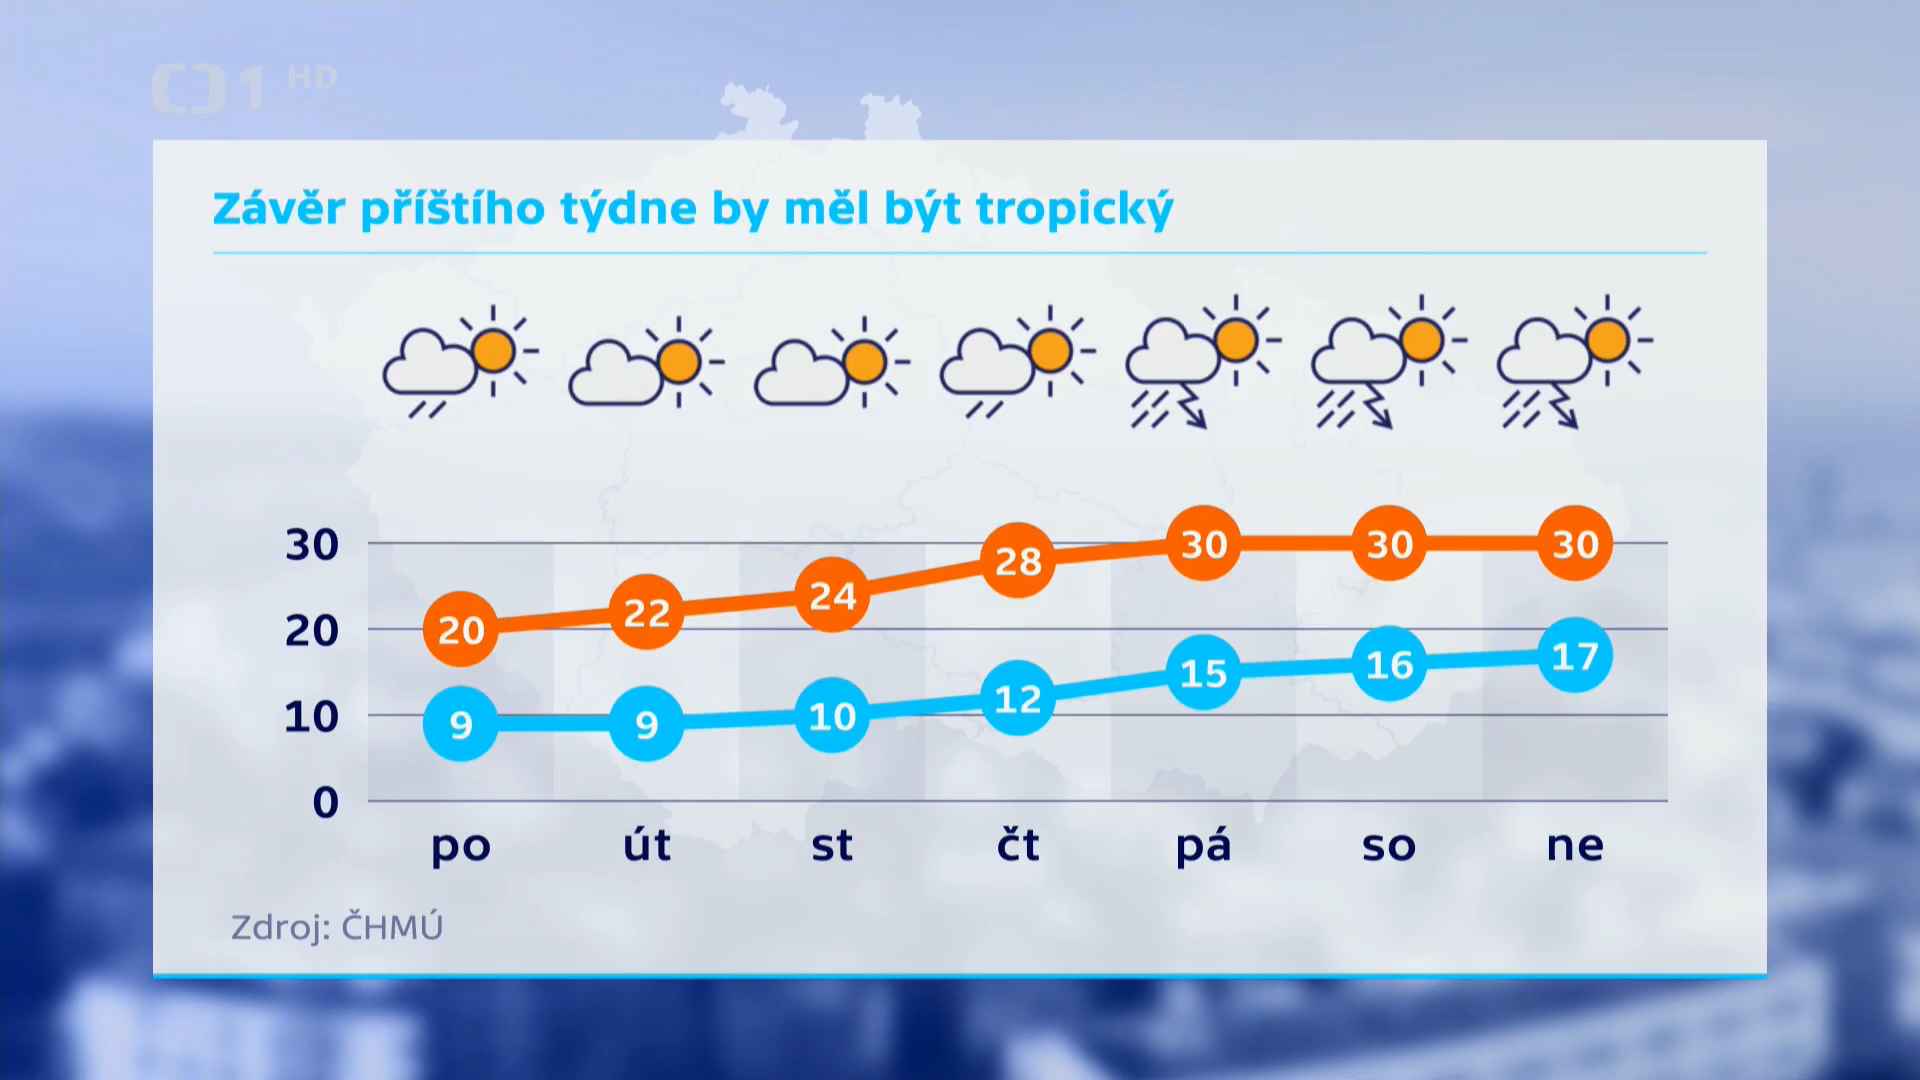 1 HD
Závěr příštího týdne by měl být tropický
30
20
10
0
20 22 24 28 30 30 30
9 9 10 12 15 16 17
po út st čt pá so ne
Zdroj: ČHMÚ